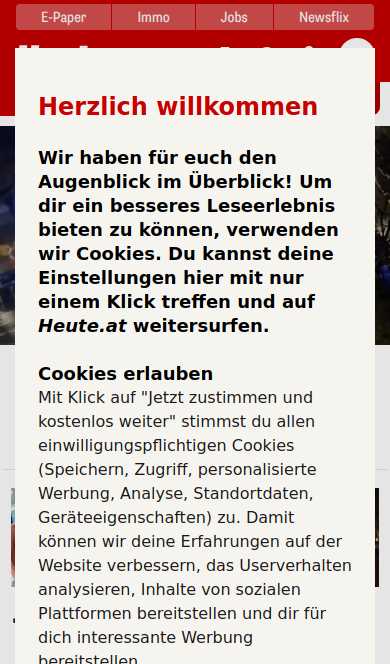 E-Paper Immo Jobs Newsflix
Herzlich willkommen
Wir haben für euch den
Augenblick im Überblick! Um
dir ein besseres Leseerlebnis
bieten zu können, verwenden
wir Cookies. Du kannst deine
Einstellungen hier mit nur
einem Klick treffen und auf
Heute.at weitersurfen.
Cookies erlauben
Mit Klick auf "Jetzt zustimmen und
kostenlos weiter" stimmst du allen
einwilligungspflichtigen Cookies
(Speichern, Zugriff, personalisierte
Werbung, Analyse, Standortdaten,
Geräteeigenschaften) zu. Damit
können wir deine Erfahrungen auf der
Website verbessern, das Userverhalten
analysieren, Inhalte von sozialen
Plattformen bereitstellen und dir für
dich interessante Werbung
bereitstellen